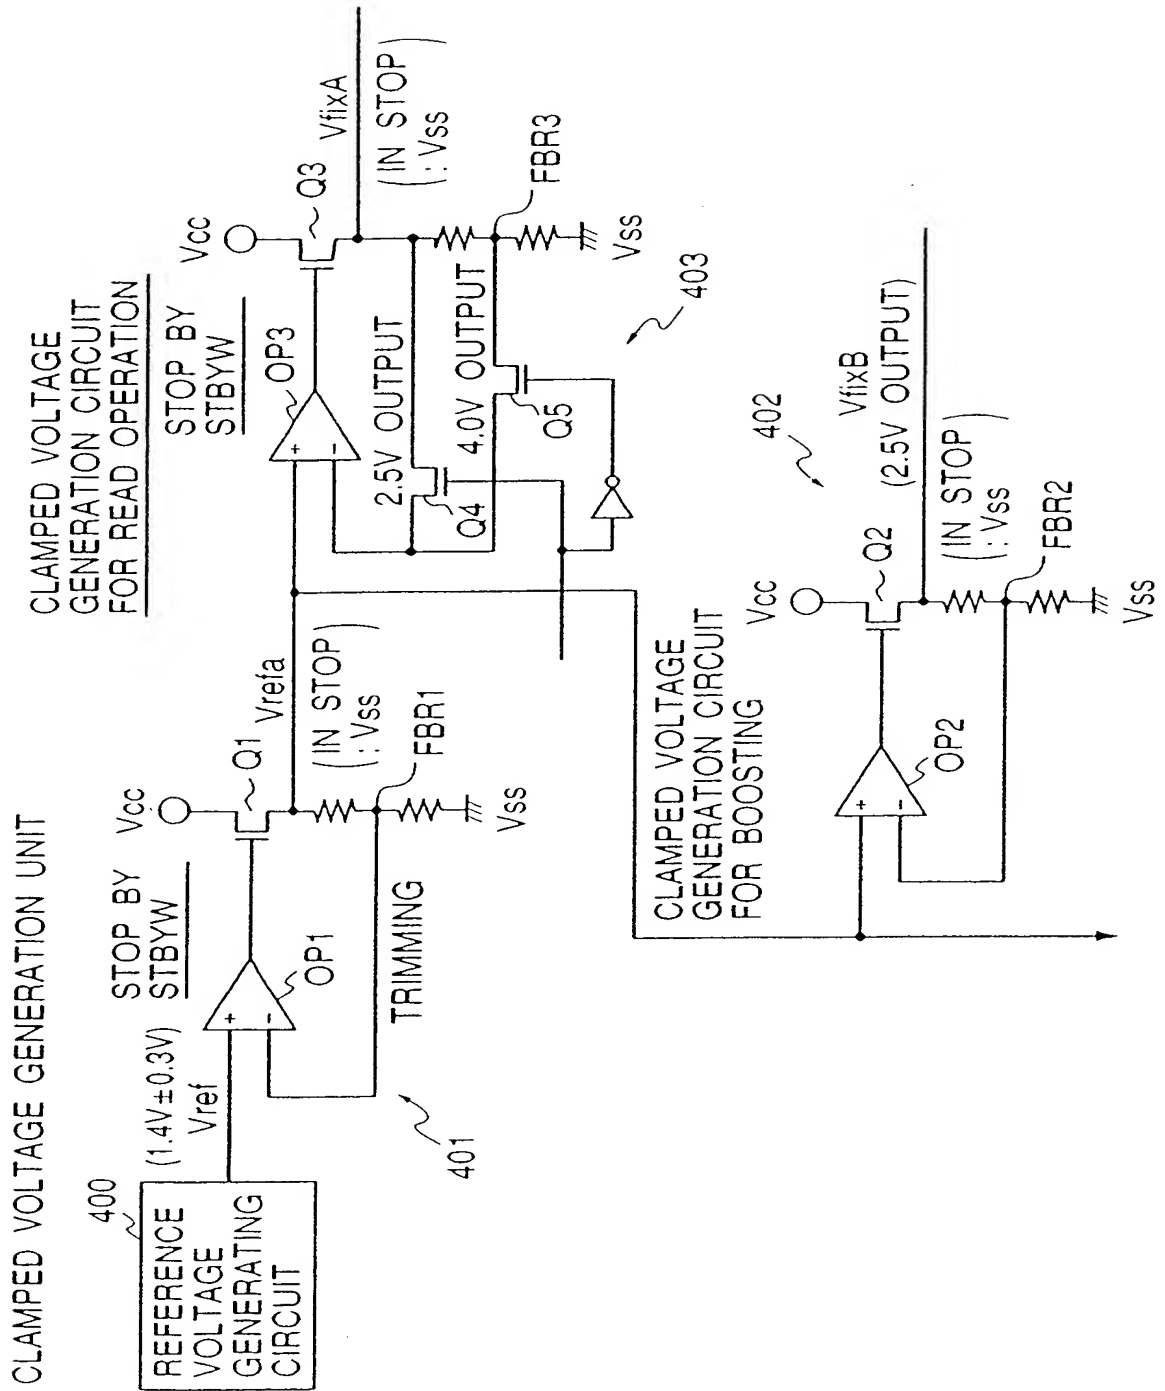 CLAMPED VOLTAGE GENERATION UNIT
400
REFERENCE
VOLTAGE
GENERATING
CIRCUIT
(1.4V±0.3V)
Vref
STOP BY
STBYW
+
-
OP1
TRIMMING
401
Vcc
Q1
Vrefa
(IN STOP
: Vss)
FBR1
Vss
CLAMPED VOLTAGE
GENERATION CIRCUIT
FOR READ OPERATION
STOP BY
STBYW
+
-
OP3
Vcc
Q3
VfixA
(IN STOP
: Vss)
2.5V OUTPUT
Q4
4.0V OUTPUT
Q5
FBR3
Vss
403
CLAMPED VOLTAGE
GENERATION CIRCUIT
FOR BOOSTING
+
-
OP2
Vcc
Q2
402
VfixB
(2.5V OUTPUT)
(IN STOP
: Vss)
FBR2
Vss